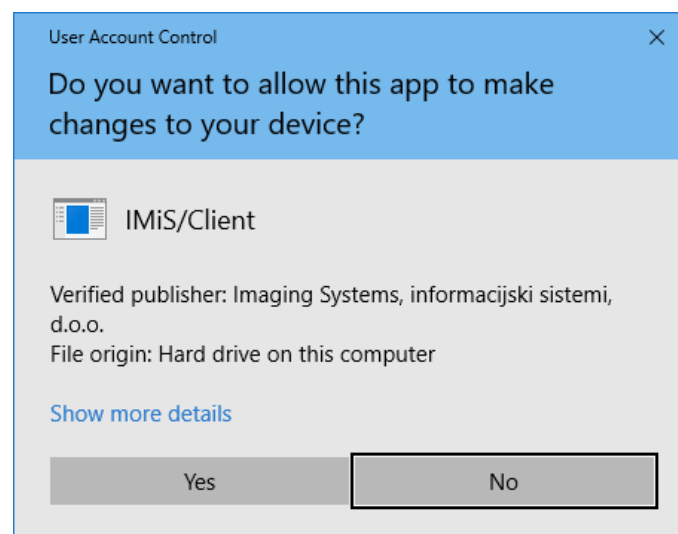 User Account Control
Do you want to allow this app to make
changes to your device?
IMiS/Client
Verified publisher: Imaging Systems, informacijski sistemi,
d.o.o.
File origin: Hard drive on this computer
Show more details
Yes
No